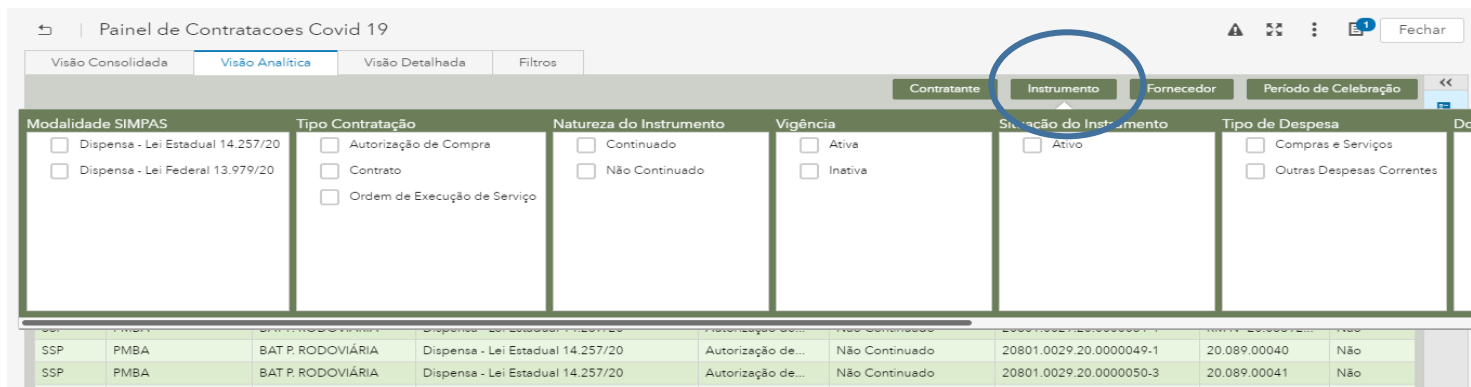 Painel de Contratacoes Covid 19
1
Fechar
Visão Consolidada Visão Analítica Visão Detalhada Filtros
Contratante Instrumento Fornecedor Período de Celebração
Modalidade SIMPAS Tipo Contratação Natureza do Instrumento Vigência Situação do Instrumento Tipo de Despesa
Dispensa - Lei Estadual 14.257/20 Autorização de Compra Continuado Ativa Ativo Compras e Serviços
Dispensa - Lei Federal 13.979/20 Contrato Não Continuado Inativa Outras Despesas Correntes
Ordem de Execução de Serviço
SSP PMBA BAT P. RODOVIÁRIA Dispensa - Lei Estadual 14.257/20 Autorização de... Não Continuado 20801.0029.20.0000049-1 20.089.00040 Não
SSP PMBA BAT P. RODOVIÁRIA Dispensa - Lei Estadual 14.257/20 Autorização de... Não Continuado 20801.0029.20.0000050-3 20.089.00041 Não